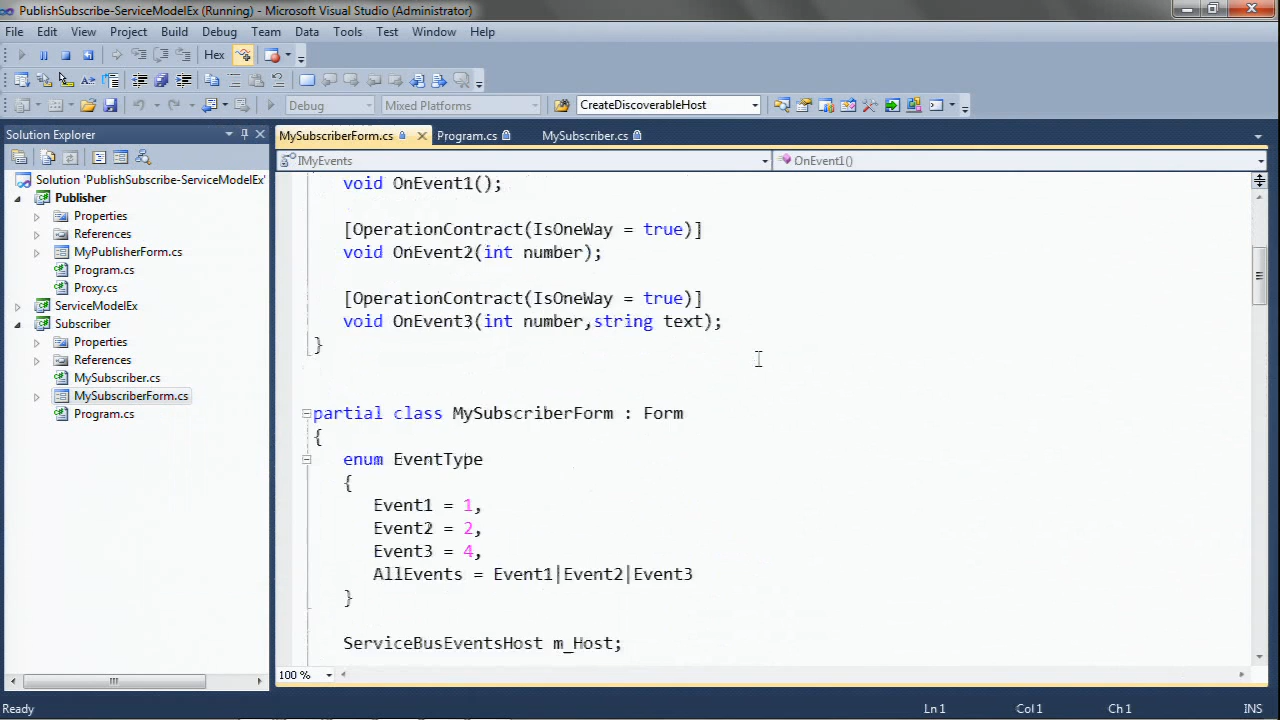 PublishSubscribe-ServiceModelEx (Running) - Microsoft Visual Studio (Administrator)
File Edit View Project Build Debug Team Data Tools Test Window Help
Hex
Debug Mixed Platforms CreateDiscoverableHost
Solution Explorer
Solution 'PublishSubscribe-ServiceModelEx'
Publisher
Properties
References
MyPublisherForm.cs
Program.cs
Proxy.cs
ServiceModelEx
Subscriber
Properties
References
MySubscriber.cs
MySubscriberForm.cs
Program.cs
MySubscriberForm.cs Program.cs MySubscriber.cs
IMyEvents OnEvent1()
void OnEvent1();
[OperationContract(IsOneWay = true)]
void OnEvent2(int number);
[OperationContract(IsOneWay = true)]
void OnEvent3(int number,string text);
}
partial class MySubscriberForm : Form
{
enum EventType
{
Event1 = 1,
Event2 = 2,
Event3 = 4,
AllEvents = Event1|Event2|Event3
}
ServiceBusEventsHost m_Host;
100 %
Ready Ln 1 Col 1 Ch 1 INS